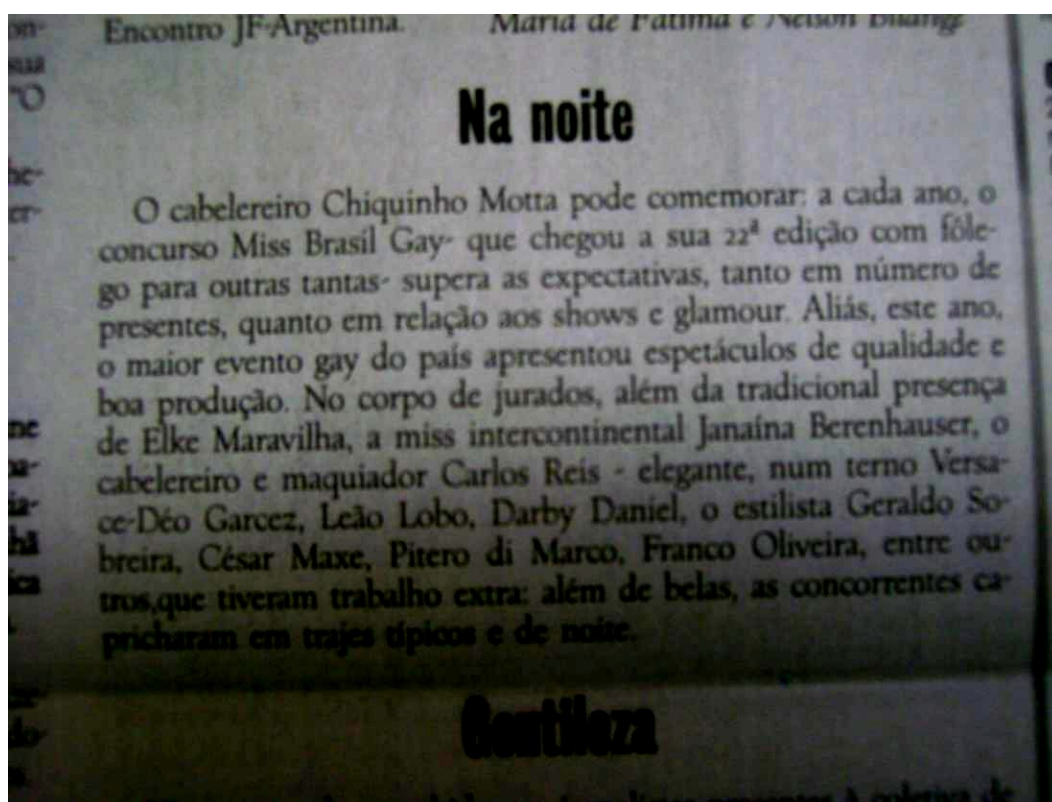 Encontro JF-Argentina.
Maria de Fátima e Nelson
Na noite
O cabelereiro Chiquinho Motta pode comemorar: a cada ano, o
concurso Miss Brasil Gay- que chegou a sua 22ª edição com fôle-
go para outras tantas- supera as expectativas, tanto em número de
presentes, quanto em relação aos shows e glamour. Aliás, este ano,
o maior evento gay do país apresentou espetáculos de qualidade e
boa produção. No corpo de jurados, além da tradicional presença
de Elke Maravilha, a miss intercontinental Janaína Berenhauser, o
cabelereiro e maquiador Carlos Reis - elegante, num terno Versa-
ce-Déo Garcez, Leão Lobo, Darby Daniel, o estilista Geraldo So-
breira, César Maxe, Pitero di Marco, Franco Oliveira, entre ou-
tros,que tiveram trabalho extra: além de belas, as concorrentes ca-
pricharam em trajes típicos e de noite.
Gentileza